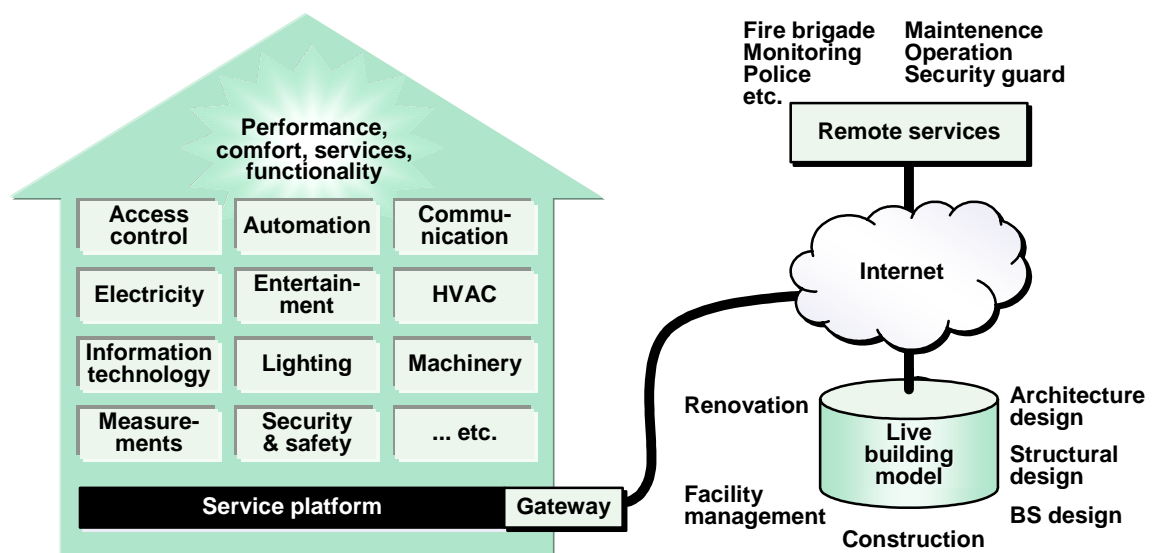 Performance,
comfort, services,
functionality
Access
control
Automation
Commu-
nication
Electricity
Entertain-
ment
HVAC
Information
technology
Lighting
Machinery
Measure-
ments
Security
& safety
... etc.
Service platform
Gateway
Fire brigade
Monitoring
Police
etc.
Maintenence
Operation
Security guard
Remote services
Internet
Live
building
model
Renovation
Facility
management
Construction
Architecture
design
Structural
design
BS design